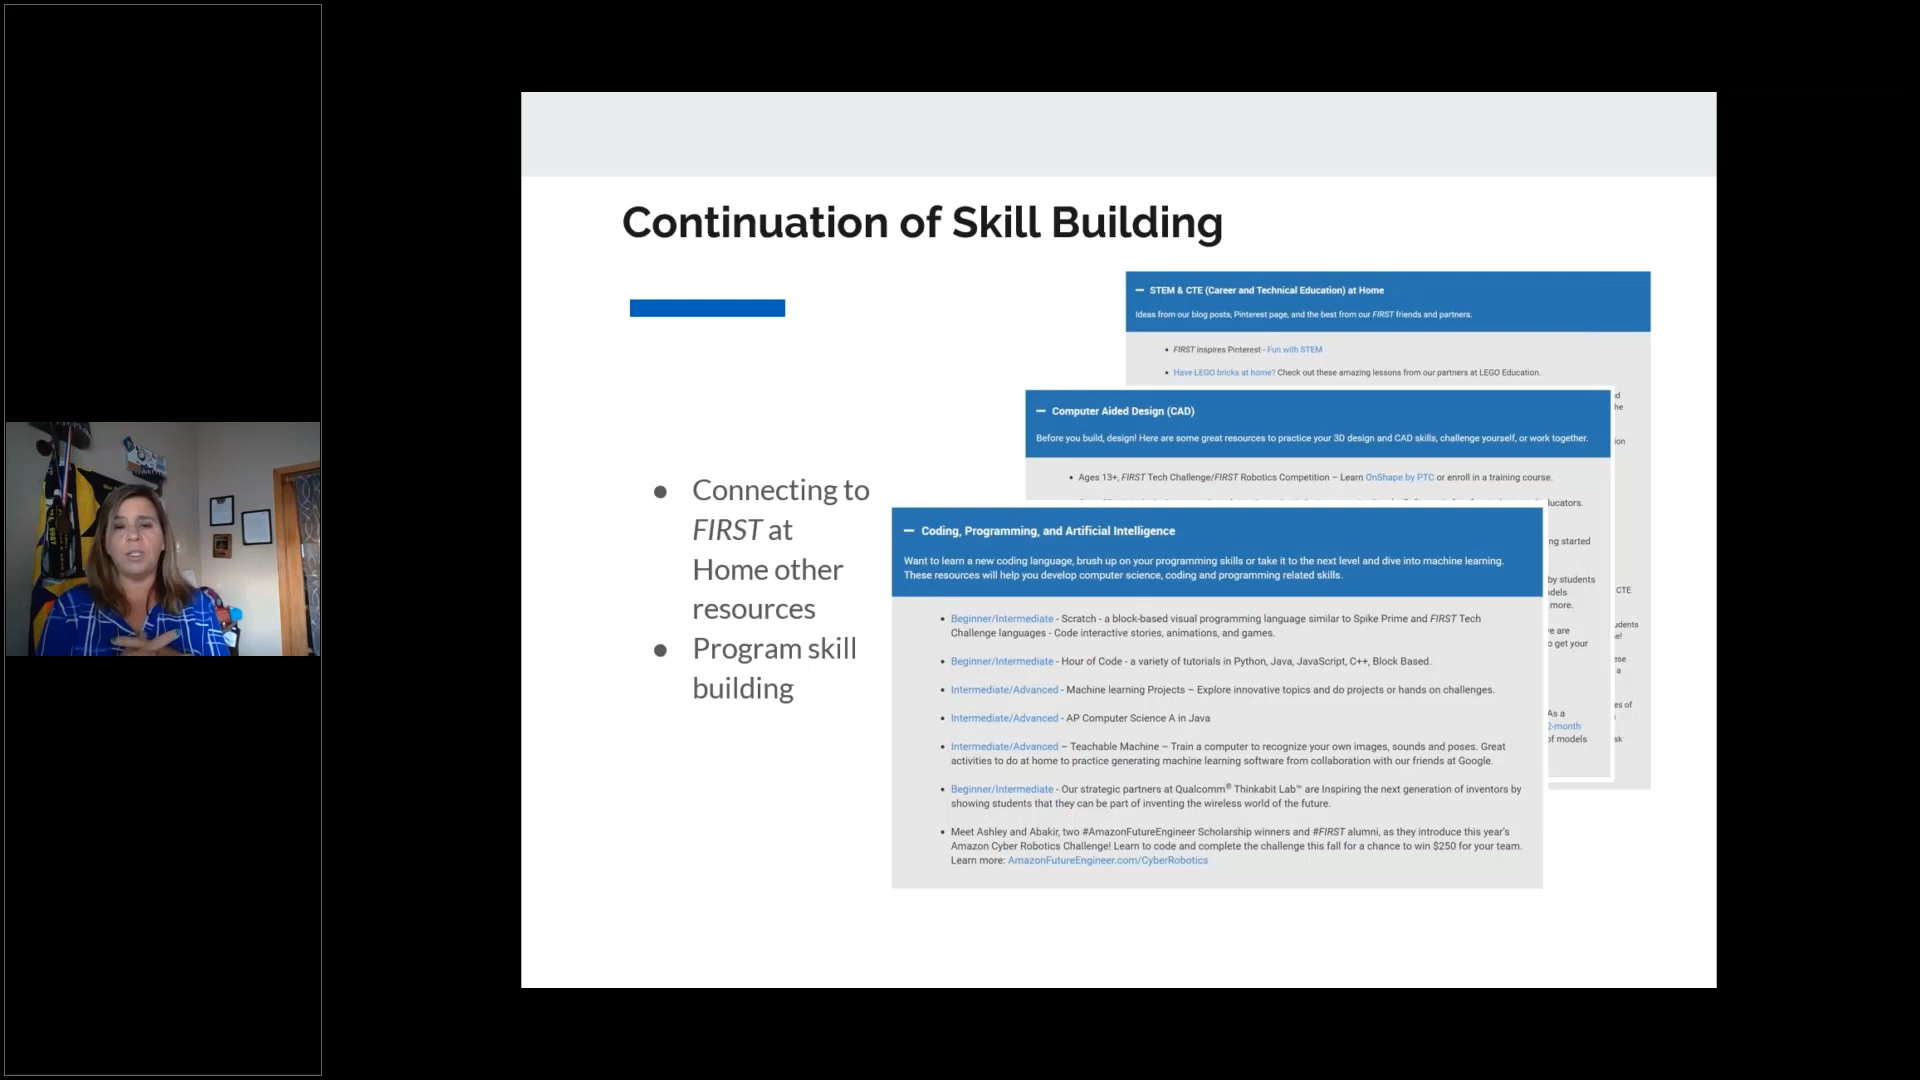 Continuation of Skill Building
● Connecting to
FIRST at
Home other
resources
● Program skill
building
— STEM & CTE (Career and Technical Education) at Home
Ideas from our blog posts, Pinterest page, and the best from our FIRST friends and partners.
• FIRST inspires Pinterest - Fun with STEM
• Have LEGO bricks at home? Check out these amazing lessons from our partners at LEGO Education.
— Computer Aided Design (CAD)
Before you build, design! Here are some great resources to practice your 3D design and CAD skills, challenge yourself, or work together.
• Ages 13+, FIRST Tech Challenge/FIRST Robotics Competition – Learn OnShape by PTC or enroll in a training course.
— Coding, Programming, and Artificial Intelligence
Want to learn a new coding language, brush up on your programming skills or take it to the next level and dive into machine learning.
These resources will help you develop computer science, coding and programming related skills.
• Beginner/Intermediate - Scratch - a block-based visual programming language similar to Spike Prime and FIRST Tech
Challenge languages - Code interactive stories, animations, and games.
• Beginner/Intermediate - Hour of Code - a variety of tutorials in Python, Java, JavaScript, C++, Block Based.
• Intermediate/Advanced - Machine learning Projects – Explore innovative topics and do projects or hands on challenges.
• Intermediate/Advanced - AP Computer Science A in Java
• Intermediate/Advanced – Teachable Machine – Train a computer to recognize your own images, sounds and poses. Great
activities to do at home to practice generating machine learning software from collaboration with our friends at Google.
• Beginner/Intermediate - Our strategic partners at Qualcomm® Thinkabit Lab™ are Inspiring the next generation of inventors by
showing students that they can be part of inventing the wireless world of the future.
• Meet Ashley and Abakir, two #AmazonFutureEngineer Scholarship winners and #FIRST alumni, as they introduce this year's
Amazon Cyber Robotics Challenge! Learn to code and complete the challenge this fall for a chance to win $250 for your team.
Learn more: AmazonFutureEngineer.com/CyberRobotics
started
by students
more.
are
get your
As a
2-month
of models
CTE